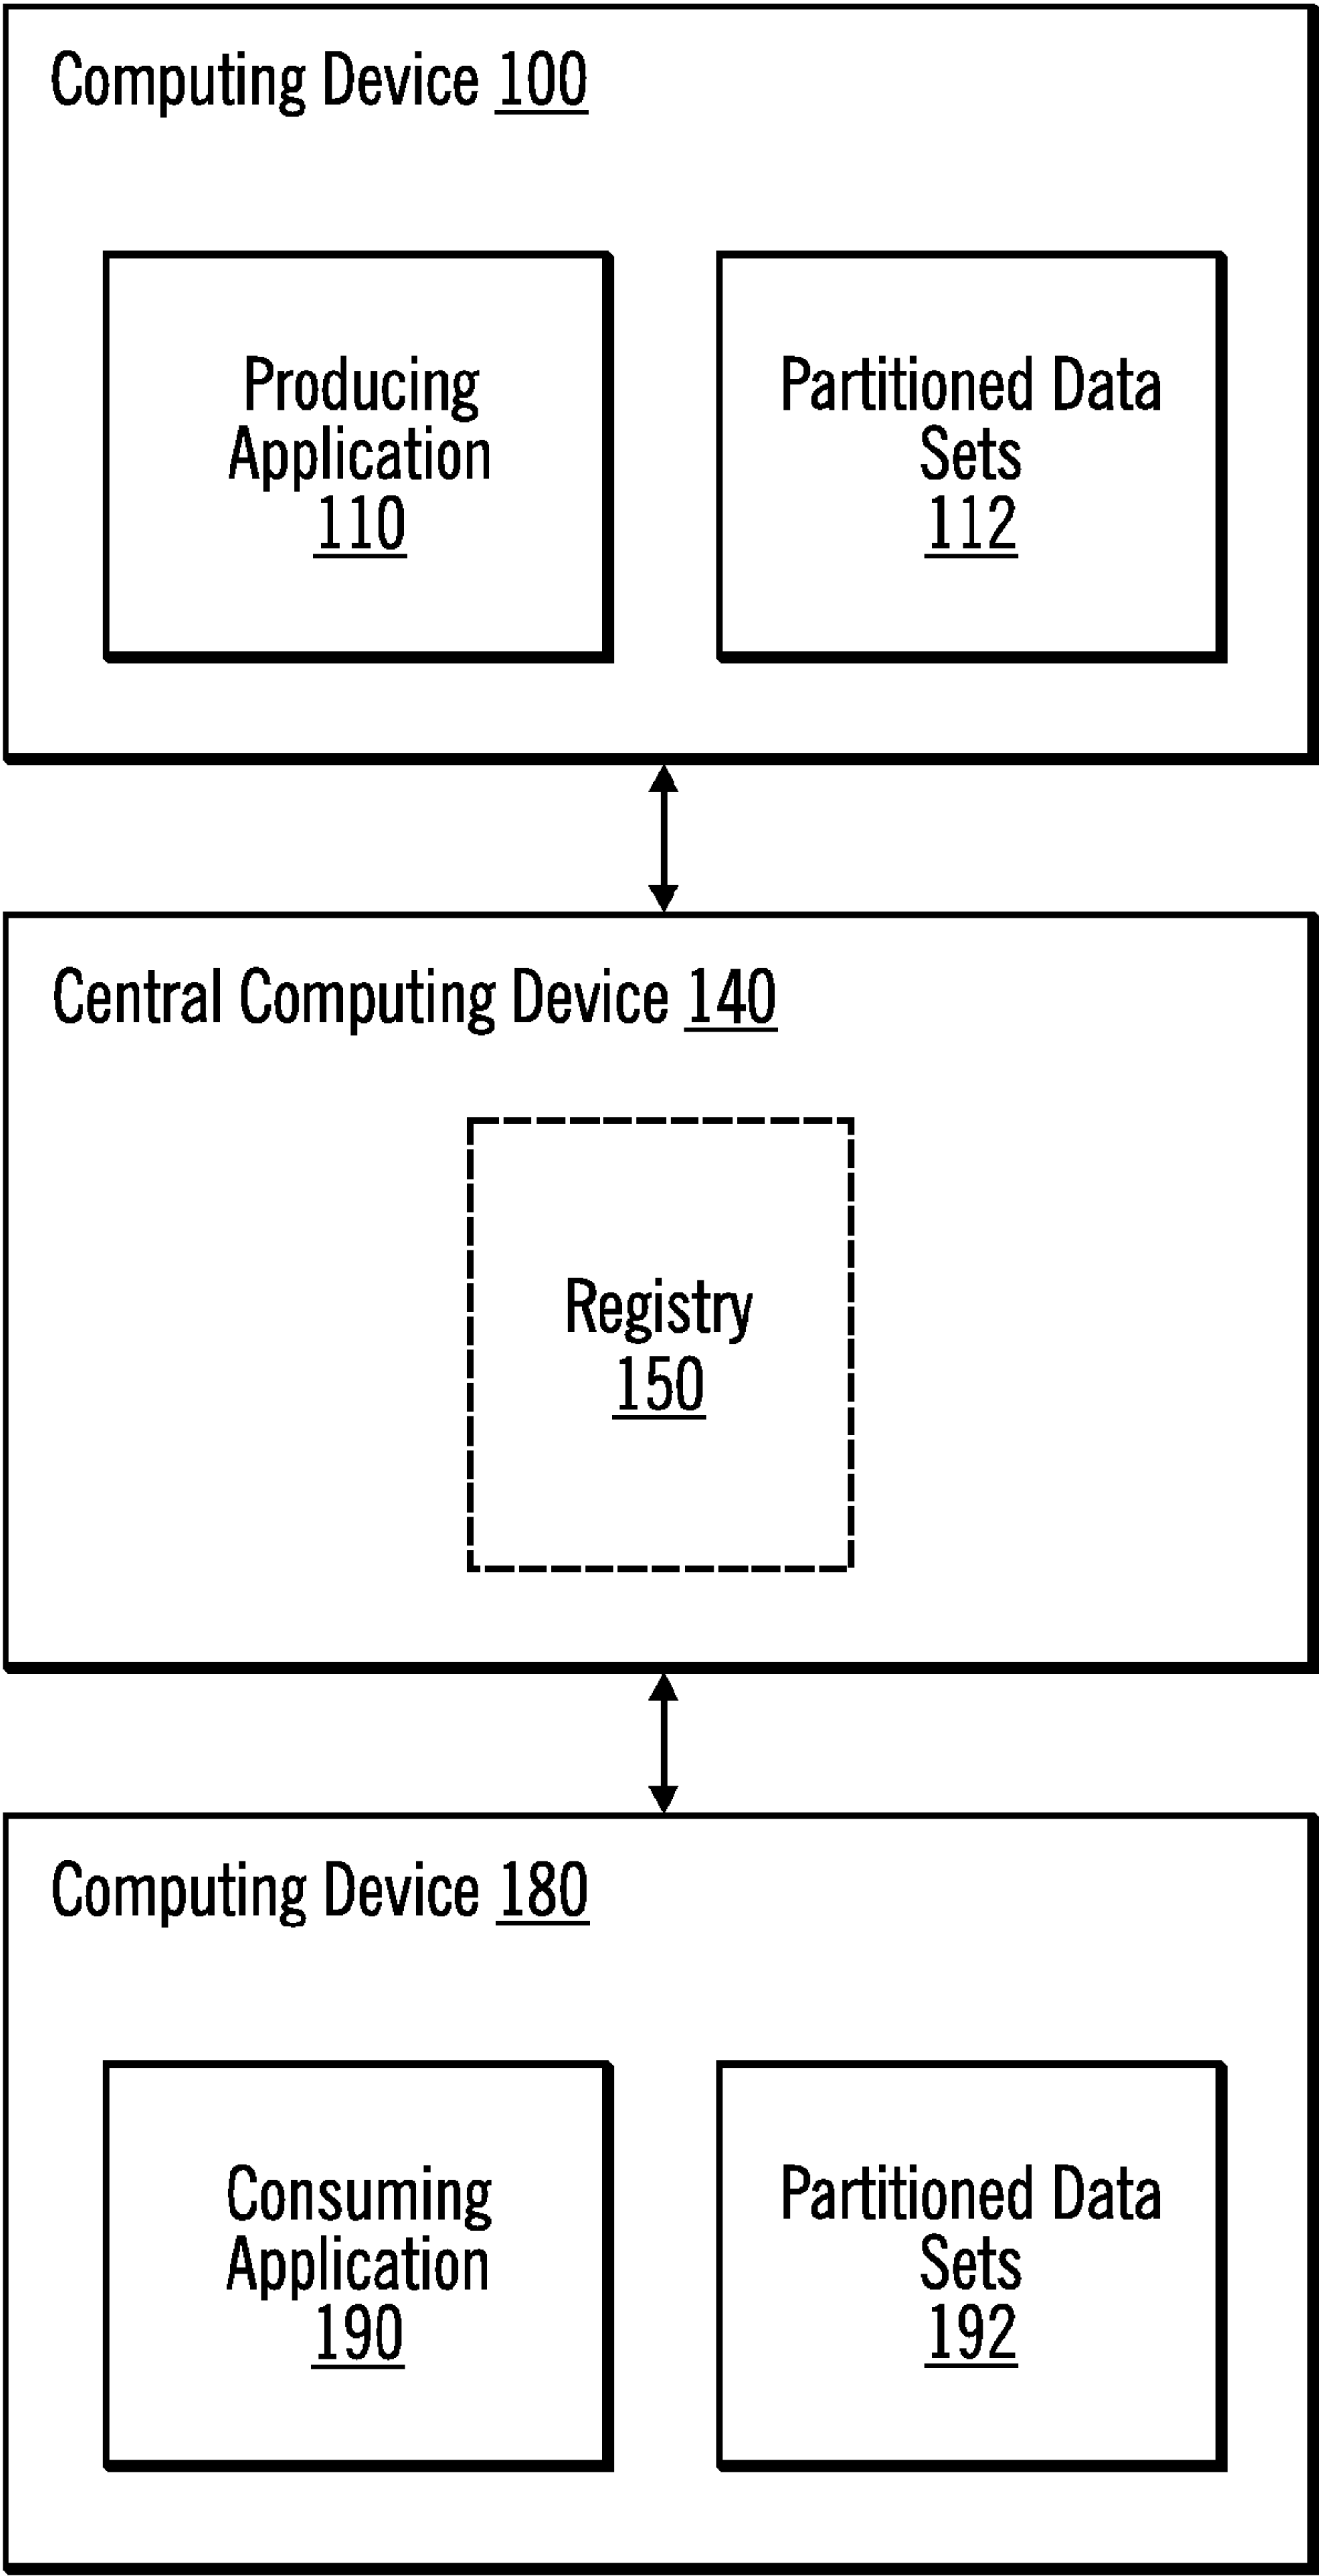 Computing Device 100
Producing
Application
110
Partitioned Data
Sets
112
Central Computing Device 140
Registry
150
Computing Device 180
Consuming
Application
190
Partitioned Data
Sets
192